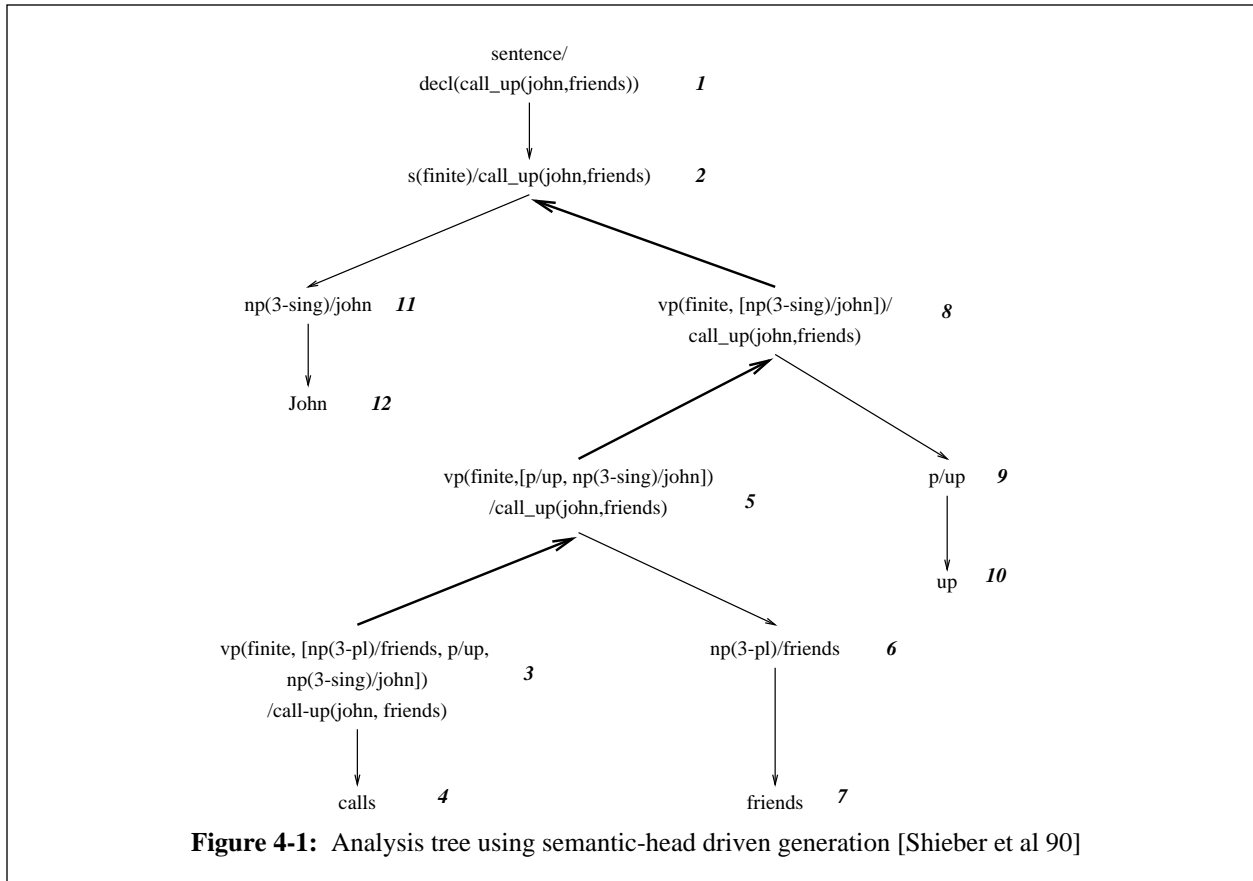 sentence/
decl(call_up(john,friends)) 1
s(finite)/call_up(john,friends) 2
np(3-sing)/john 11
vp(finite, [np(3-sing)/john])/
call_up(john,friends)
8
John 12
vp(finite,[p/up, np(3-sing)/john])
/call_up(john,friends)
5
p/up 9
up 10
vp(finite, [np(3-pl)/friends, p/up,
np(3-sing)/john])
/call-up(john, friends)
3
np(3-pl)/friends 6
calls 4
friends 7
Figure 4-1: Analysis tree using semantic-head driven generation [Shieber et al 90]